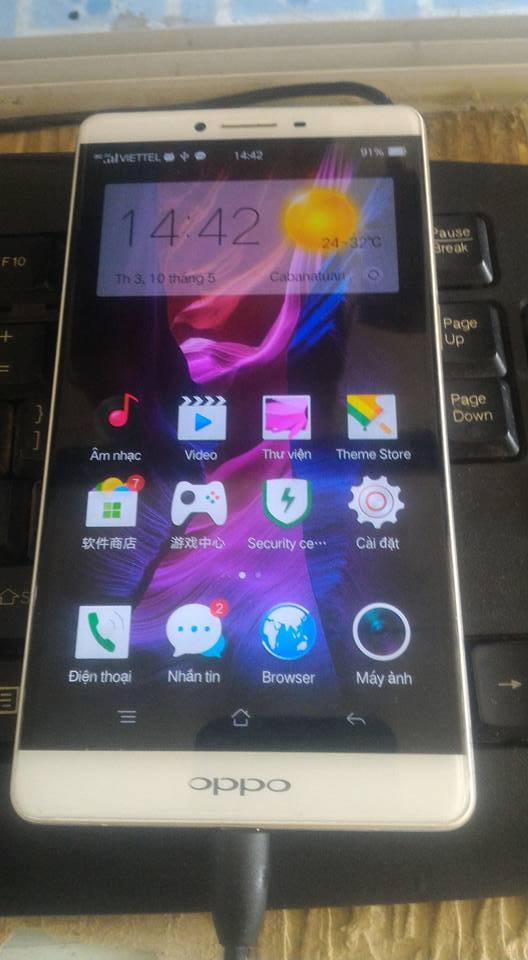 VIETTEL 14:42 91%
14:42
24~32°C
Th 3, 10 tháng 5 Cabanatuan
Âm nhạc Video Thư viện Theme Store
7
软件商店 游戏中心 Security ce··· Cài đặt
2
Điện thoại Nhắn tin Browser Máy ảnh
oppo
F10
+
=
}
]
S
Pause
Break
Page
Up
Page
Down